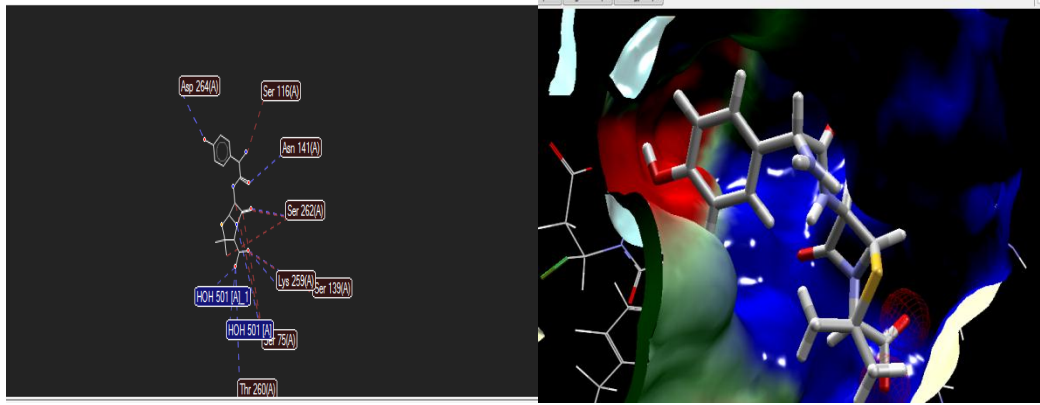 Asp 264(A)
Ser 116(A)
Asn 141(A)
Ser 262(A)
Lys 259(A)
Ser 139(A)
HOH 501 [A]_1
HOH 501 [A]
Ser 75(A)
Thr 260(A)